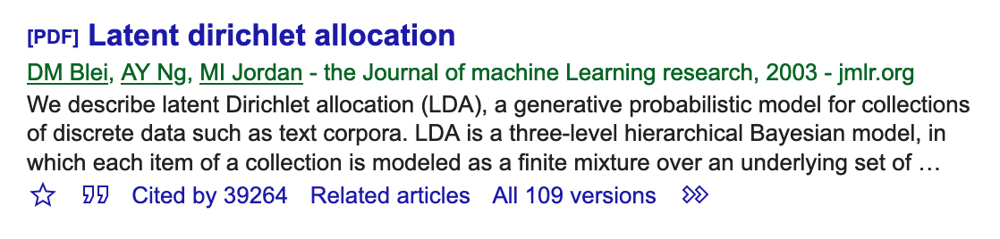 [PDF] Latent dirichlet allocation
DM Blei, AY Ng, MI Jordan - the Journal of machine Learning research, 2003 - jmlr.org
We describe latent Dirichlet allocation (LDA), a generative probabilistic model for collections
of discrete data such as text corpora. LDA is a three-level hierarchical Bayesian model, in
which each item of a collection is modeled as a finite mixture over an underlying set of …
Cited by 39264 Related articles All 109 versions